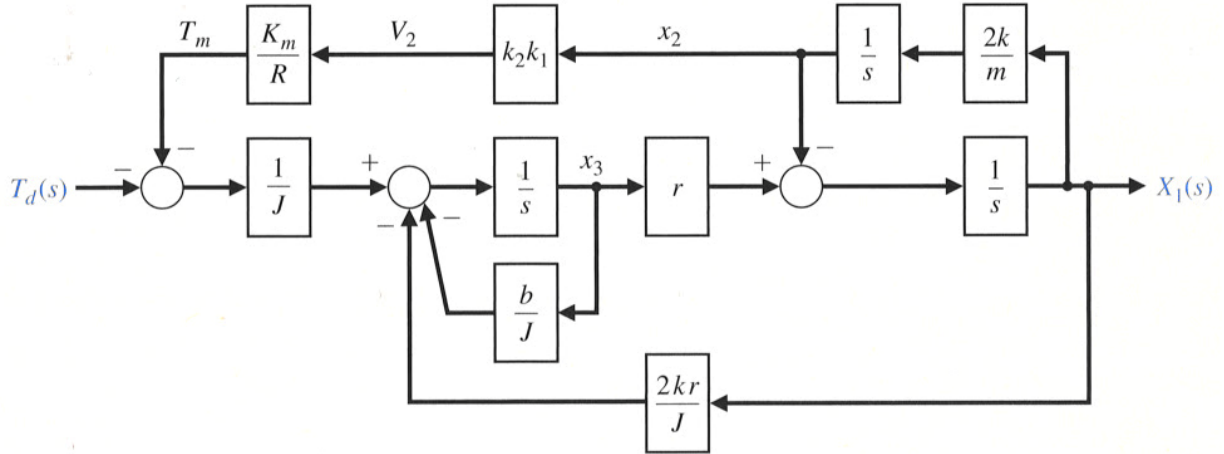 T_m
K_m
R
V_2
k_2k_1
x_2
1
s
2k
m
T_d(s)
−
−
1
J
+
−
−
1
s
x_3
r
+
−
1
s
X_1(s)
b
J
2kr
J